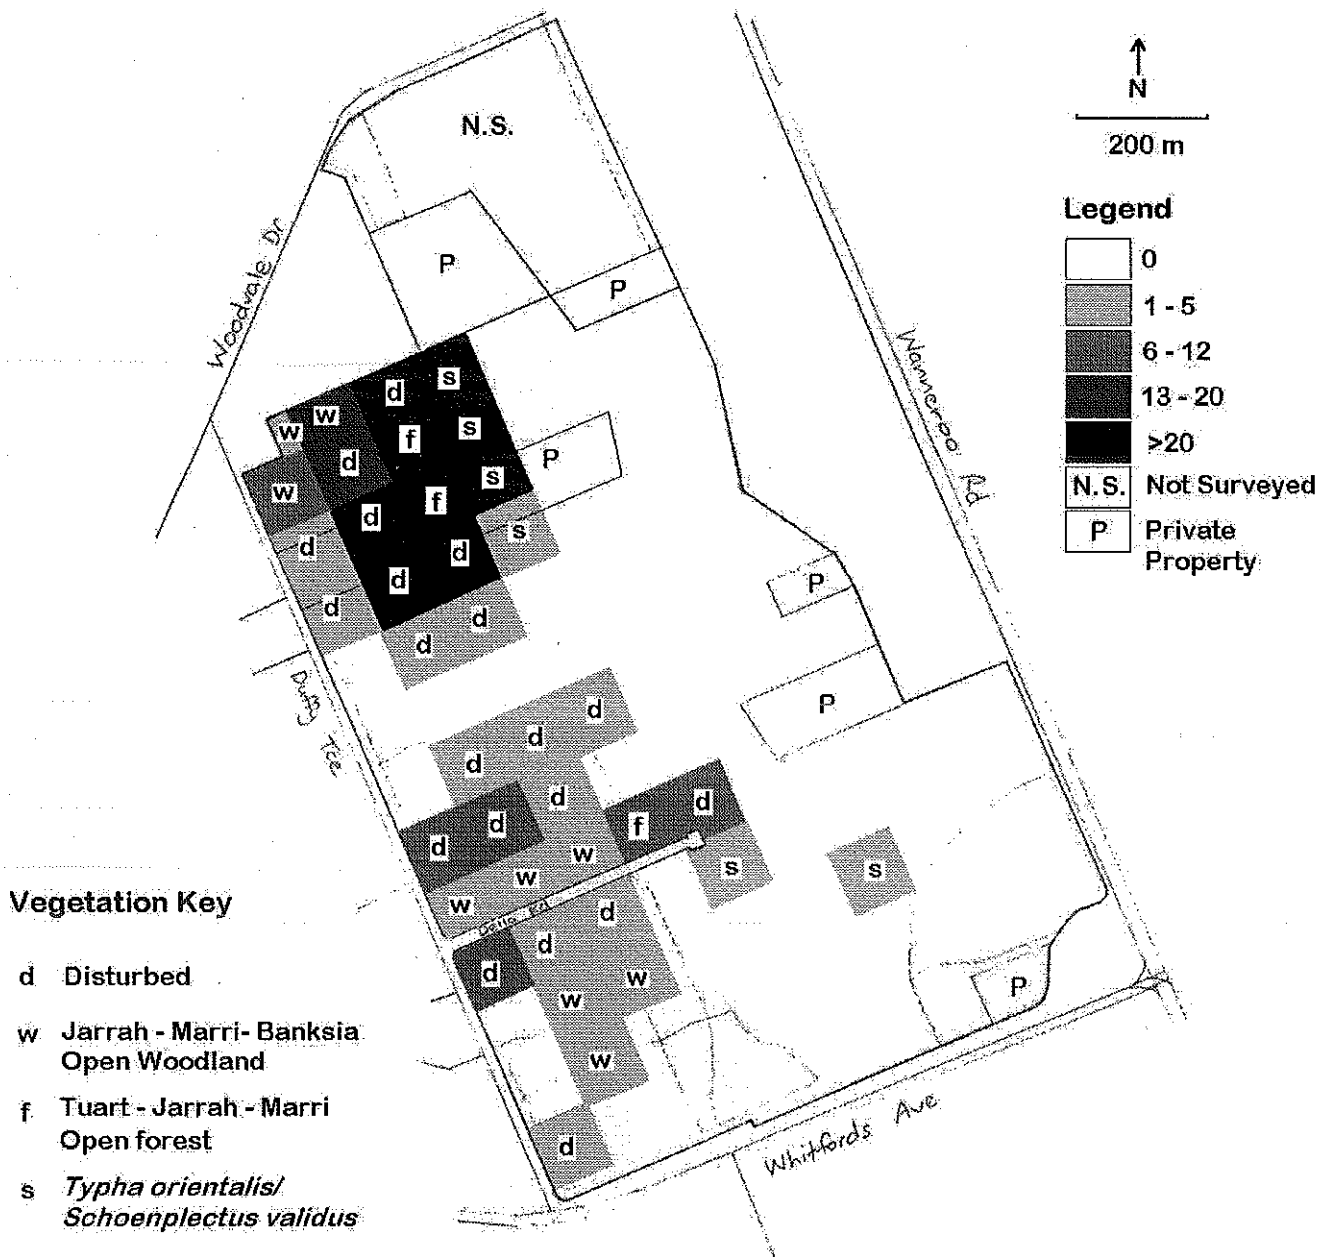 N
200 m
Legend
0
1 - 5
6 - 12
13 - 20
>20
N.S. Not Surveyed
P Private
Property
N.S.
P
P
Woodvale Dr
Wanneroo Rd
d s
w w f s
d P
w s
d f
d s
d
d P
d
d
d
Duffy Tce
P
d
d
d
d
d
d f
d
w s s
w
w
d
d
d
w P
w
w
d
Whitfords Ave
Vegetation Key
d Disturbed
w Jarrah - Marri- Banksia
Open Woodland
f Tuart - Jarrah - Marri
Open forest
s Typha orientalis/
Schoenplectus validus